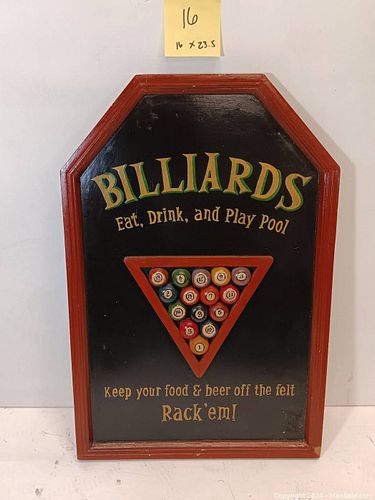 16
16 x 23.5
BILLIARDS
Eat, Drink, and Play Pool
Keep your food & beer off the felt
Rack'em!